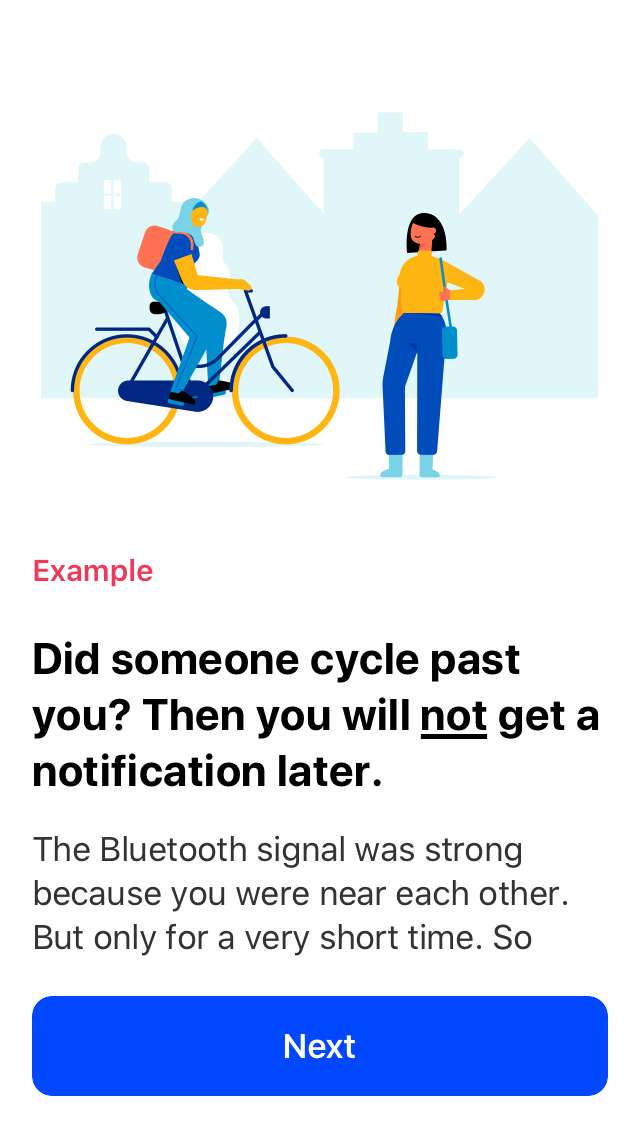 Example
Did someone cycle past
you? Then you will not get a
notification later.
The Bluetooth signal was strong
because you were near each other.
But only for a very short time. So
Next